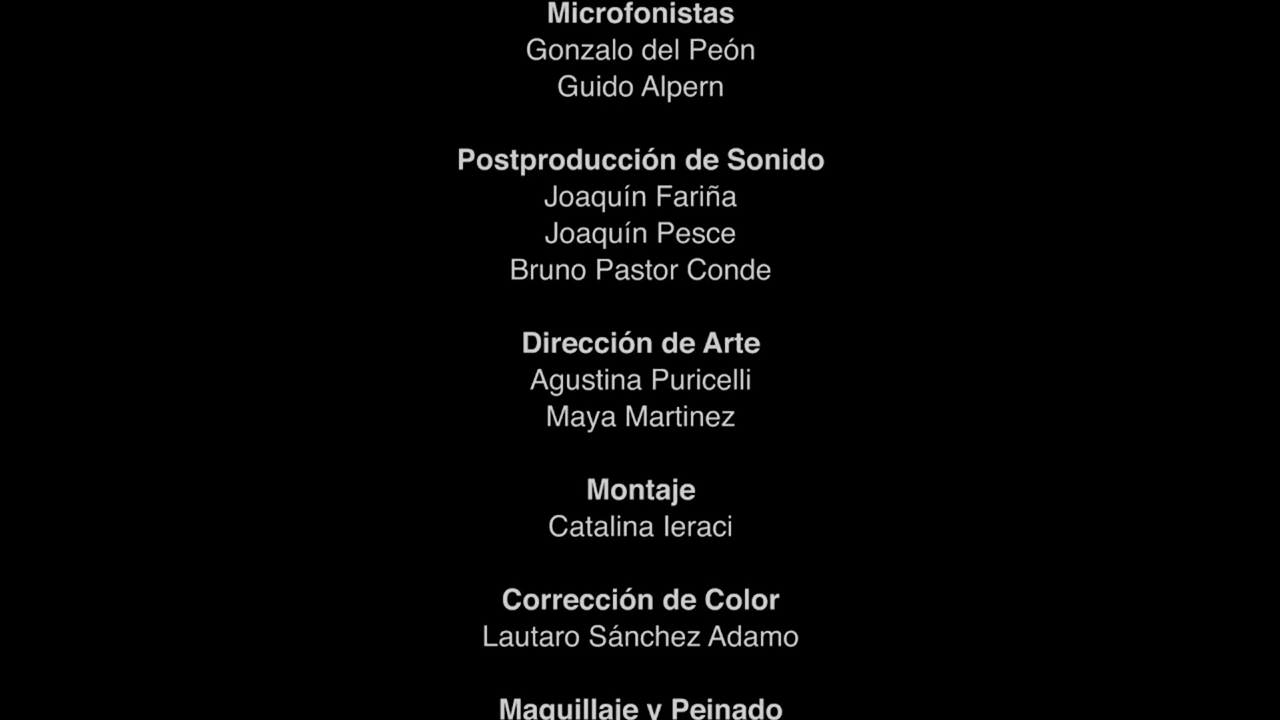 Microfonistas
Gonzalo del Peón
Guido Alpern
Postproducción de Sonido
Joaquín Fariña
Joaquín Pesce
Bruno Pastor Conde
Dirección de Arte
Agustina Puricelli
Maya Martinez
Montaje
Catalina Ieraci
Corrección de Color
Lautaro Sánchez Adamo
Maquillaje y Peinado